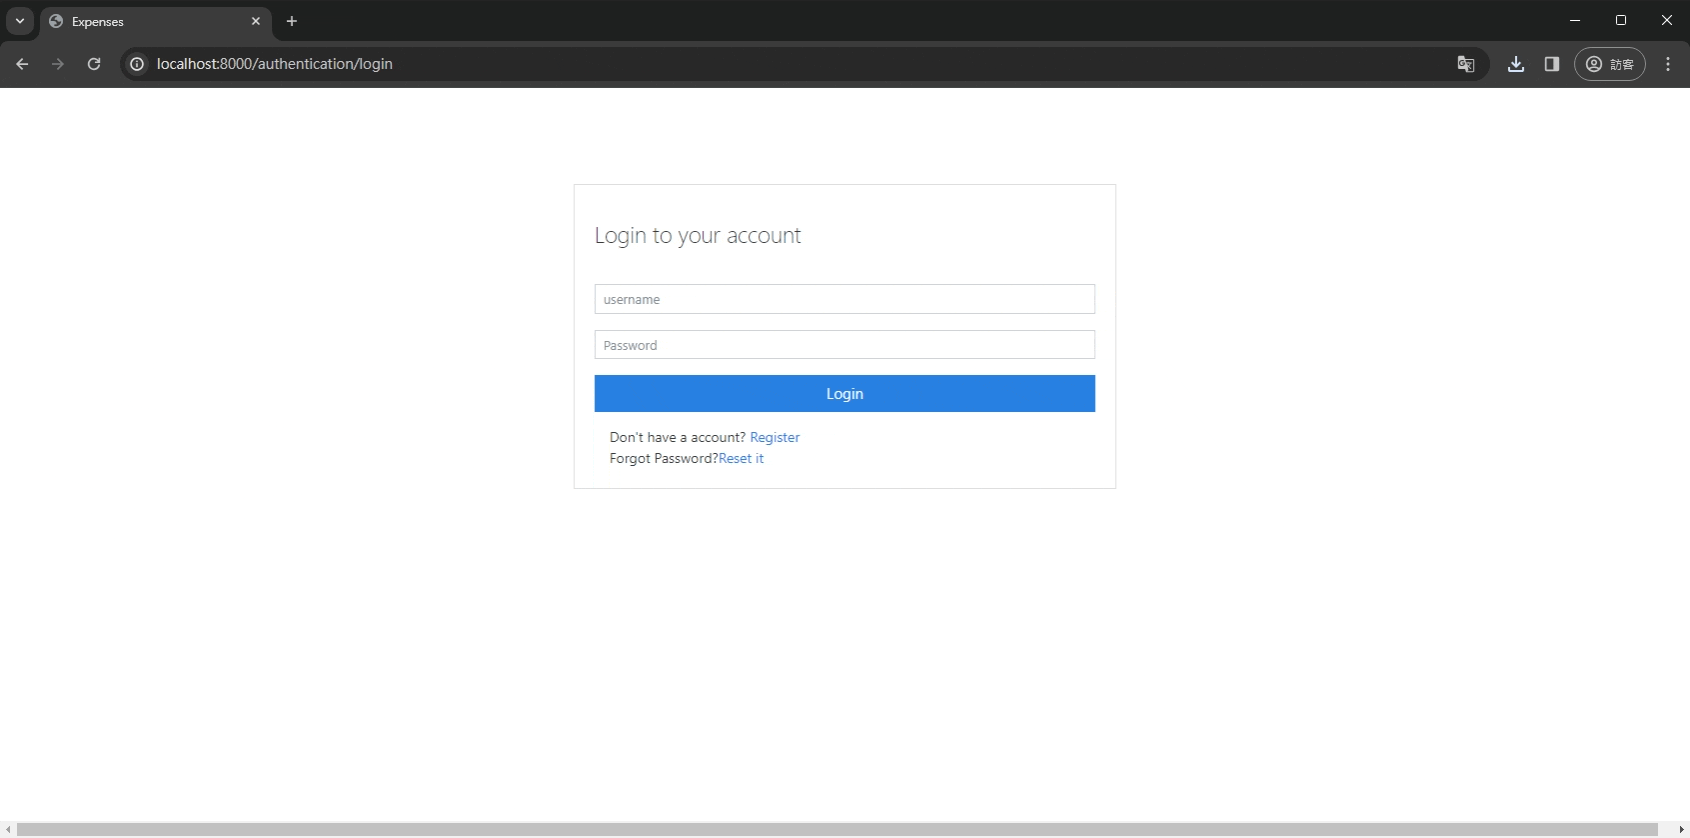 Expenses
localhost:8000/authentication/login
訪客
Login to your account
username
Password
Login
Don't have a account? Register
Forgot Password?Reset it